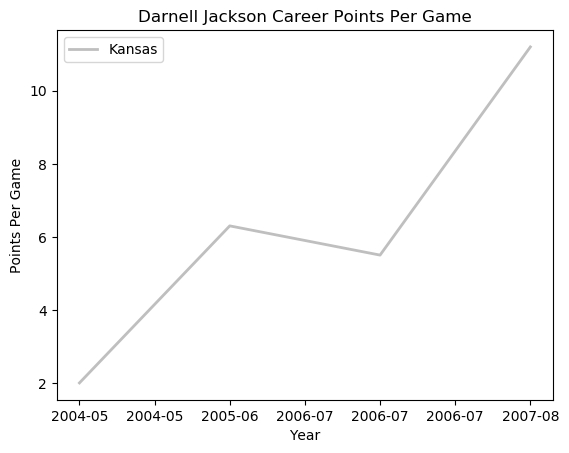 Darnell Jackson Career Points Per Game
Kansas
Points Per Game
10
8
6
4
2
2004-05 2004-05 2005-06 2006-07 2006-07 2006-07 2007-08
Year